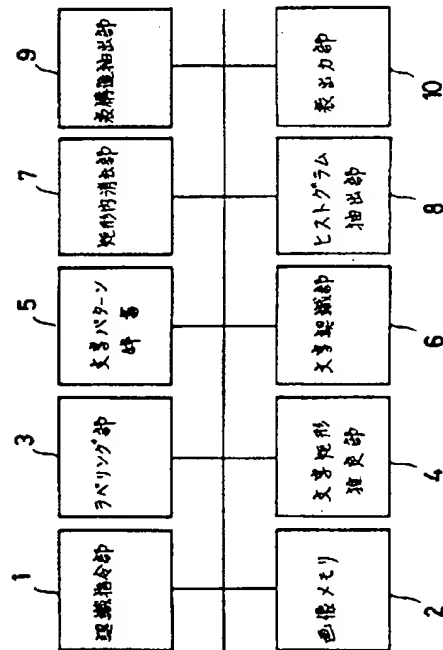 1
認識指令部
画像メモリ
2
3
ラベリング部
文字矩形
推定部
4
5
文字パターン
辞書
文字認識部
6
7
矩形内消去部
ヒストグラム
抽出部
8
9
表構造抽出部
表出力部
10